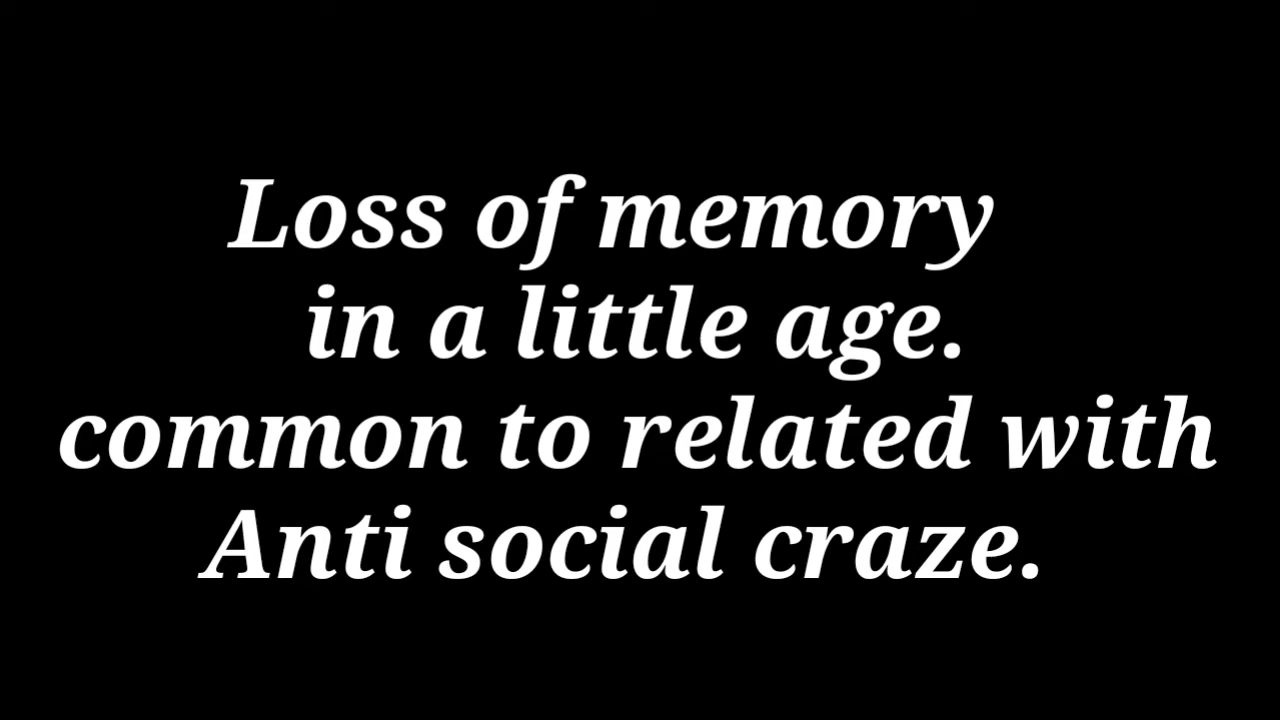 Loss of memory
in a little age.
common to related with
Anti social craze.